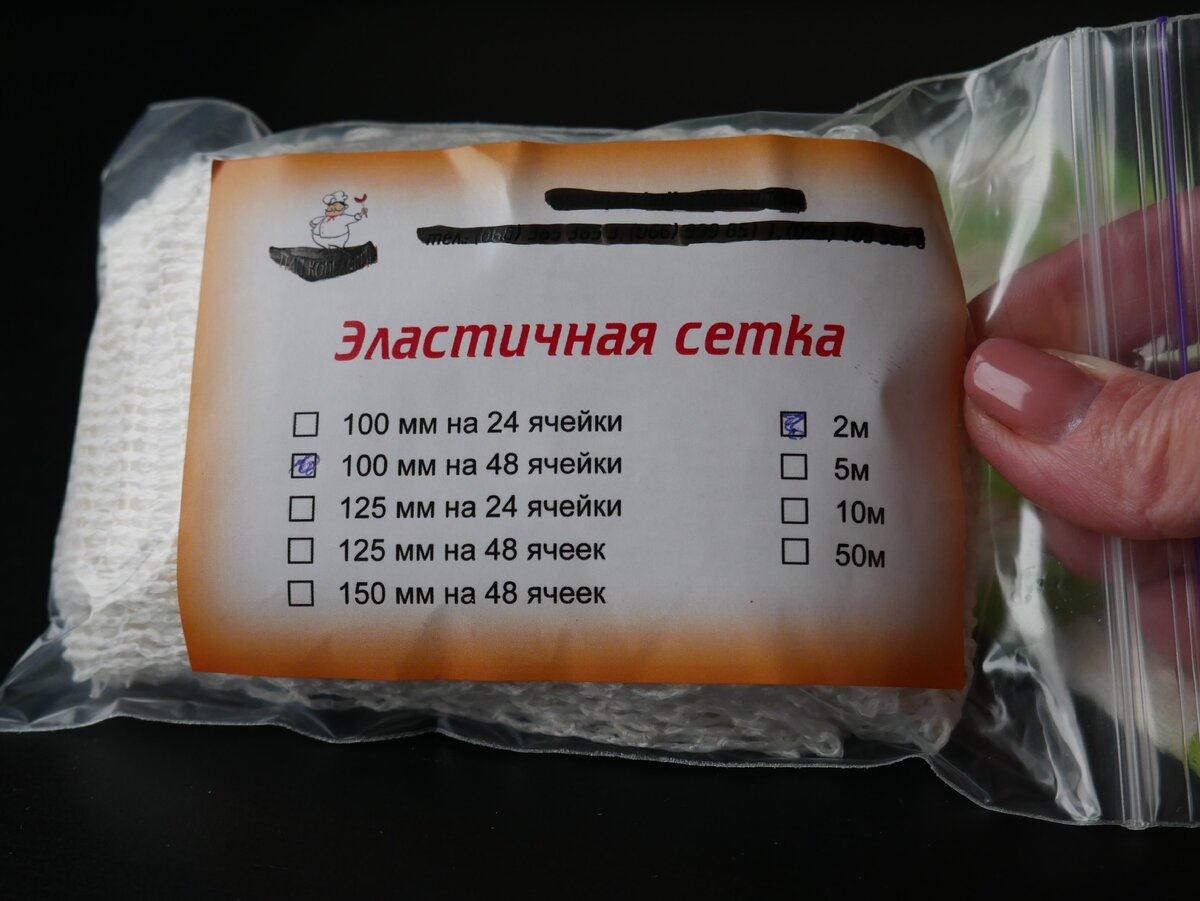 Эластичная сетка
100 мм на 24 ячейки
100 мм на 48 ячейки
125 мм на 24 ячейки
125 мм на 48 ячеек
150 мм на 48 ячеек
2м
5м
10м
50м